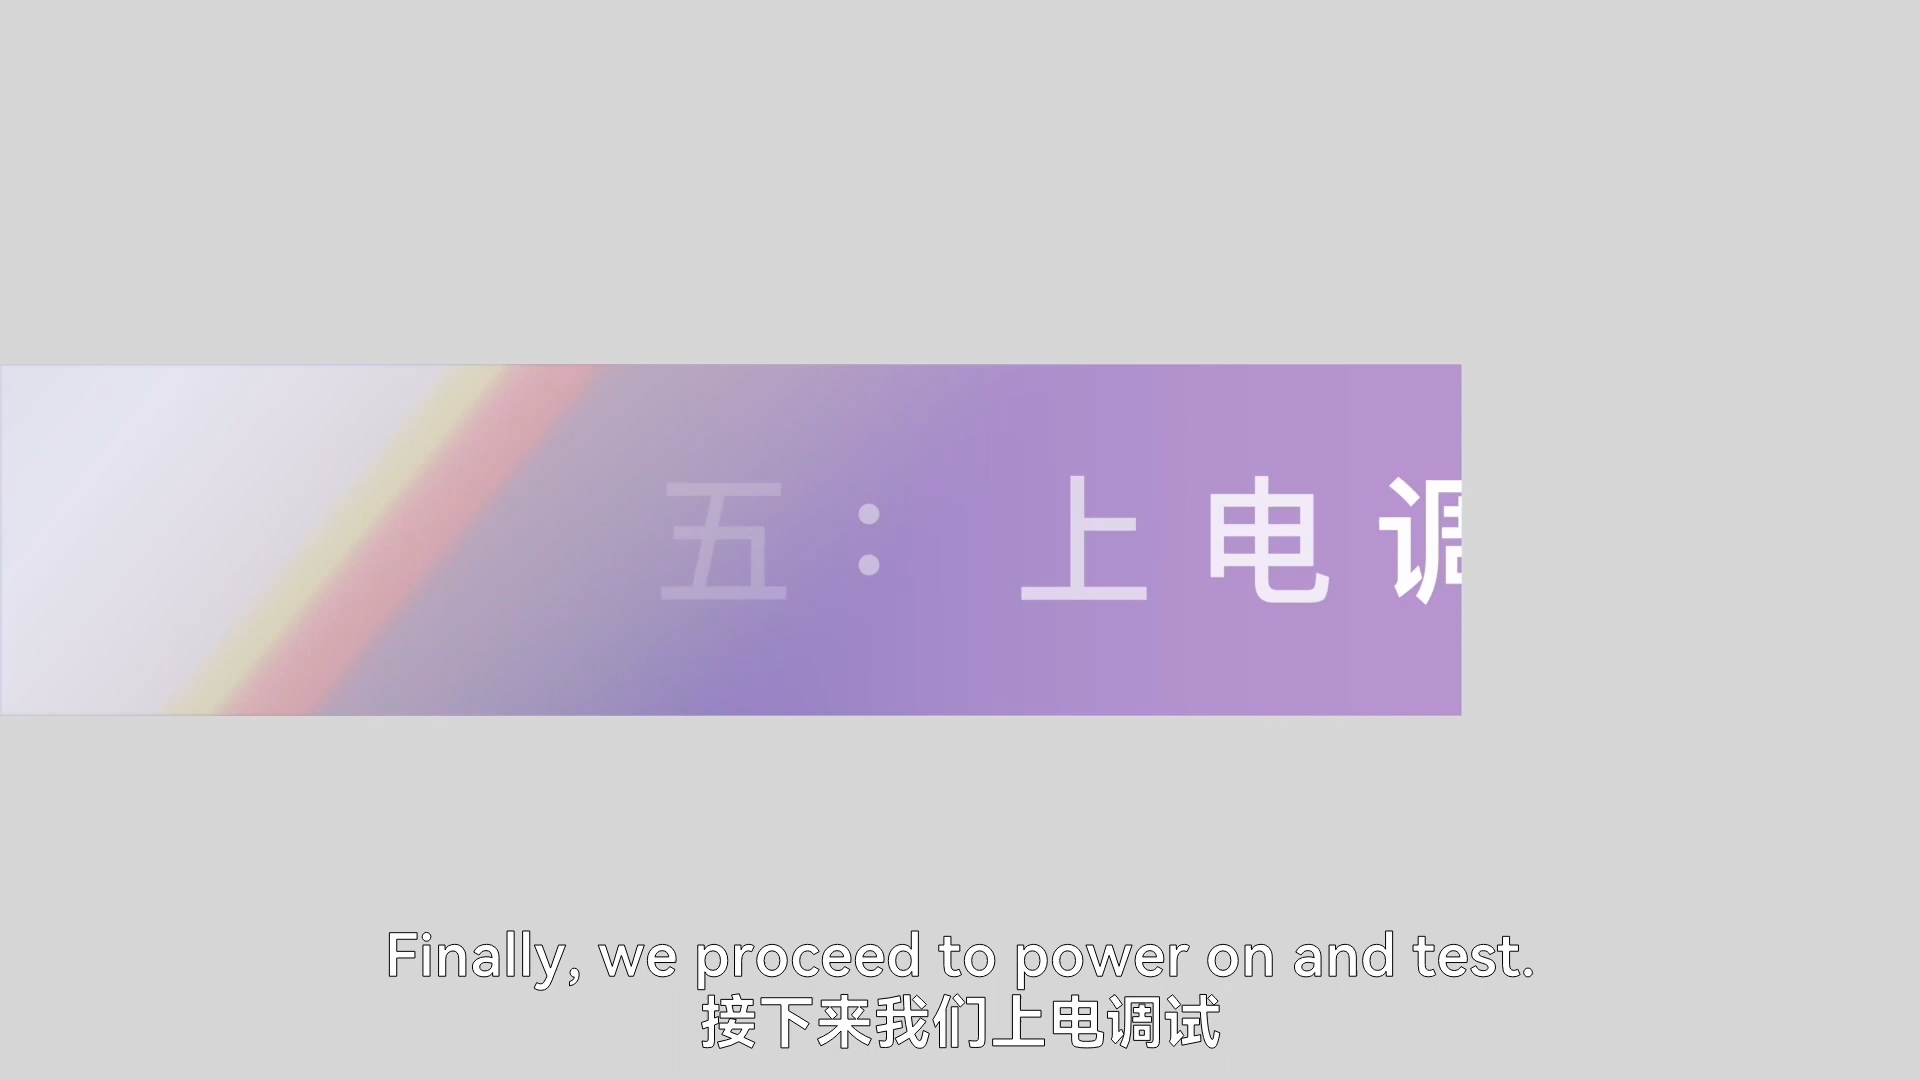 五：上电调
Finally, we proceed to power on and test.
接下来我们上电调试